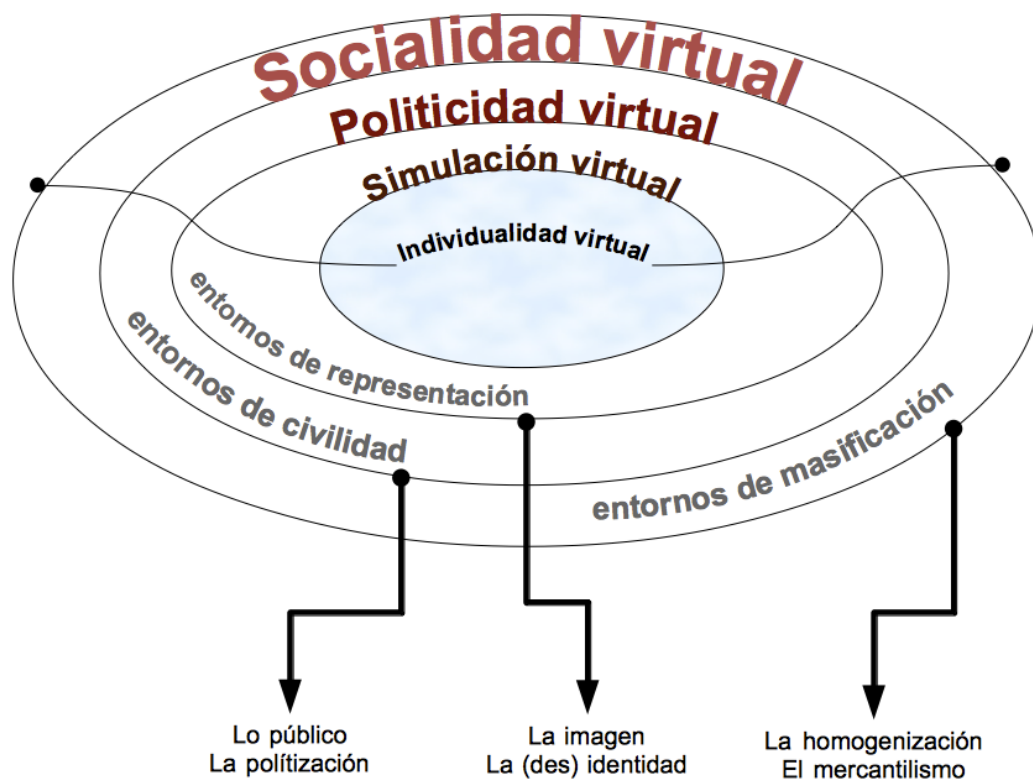 Socialidad virtual
Politicidad virtual
Simulación virtual
Individualidad virtual
entornos de representación
entornos de civilidad
entornos de masificación
Lo público
La polítización
La imagen
La (des) identidad
La homogenización
El mercantilismo